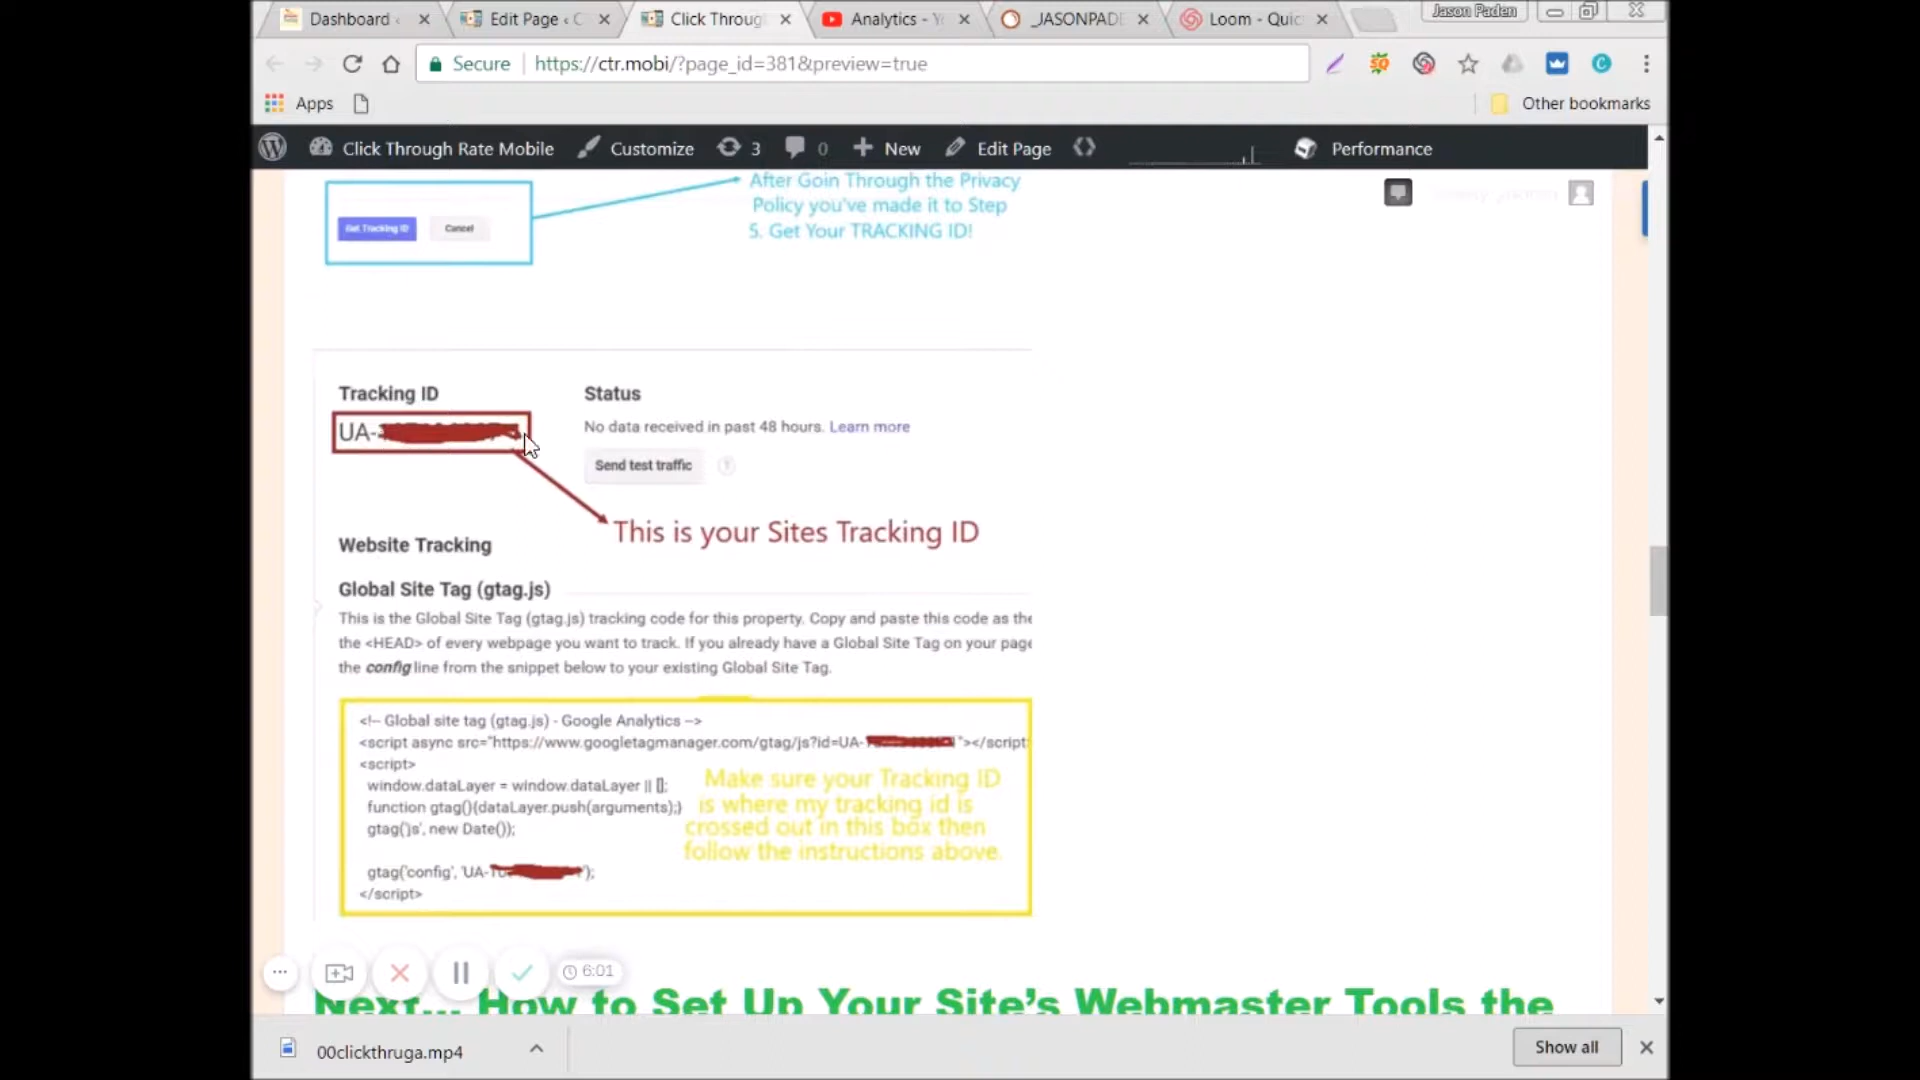 Dashboard ‹
Edit Page ‹ C
Click Throug
Analytics - Y
_JASONPADE
Loom - Quic
Jason Paden
Secure
https://ctr.mobi/?page_id=381&preview=true
Apps
Other bookmarks
Click Through Rate Mobile
Customize
3
0
New
Edit Page
Performance
After Goin Through the Privacy
Policy you've made it to Step
5. Get Your TRACKING ID!
Get Tracking ID
Cancel
Tracking ID
Status
UA-
No data received in past 48 hours. Learn more
Send test traffic
?
This is your Sites Tracking ID
Website Tracking
Global Site Tag (gtag.js)
This is the Global Site Tag (gtag.js) tracking code for this property. Copy and paste this code as the
the <HEAD> of every webpage you want to track. If you already have a Global Site Tag on your page
the config line from the snippet below to your existing Global Site Tag.
<!-- Global site tag (gtag.js) - Google Analytics -->
<script async src="https://www.googletagmanager.com/gtag/js?id=UA- "></script>
<script>
window.dataLayer = window.dataLayer || [];
function gtag(){dataLayer.push(arguments);}
gtag('js', new Date());
gtag('config', 'UA- ');
</script>
Make sure your Tracking ID
is where my tracking id is
crossed out in this box then
follow the instructions above.
6:01
Next... How to Set Up Your Site's Webmaster Tools the
00clickthruga.mp4
Show all